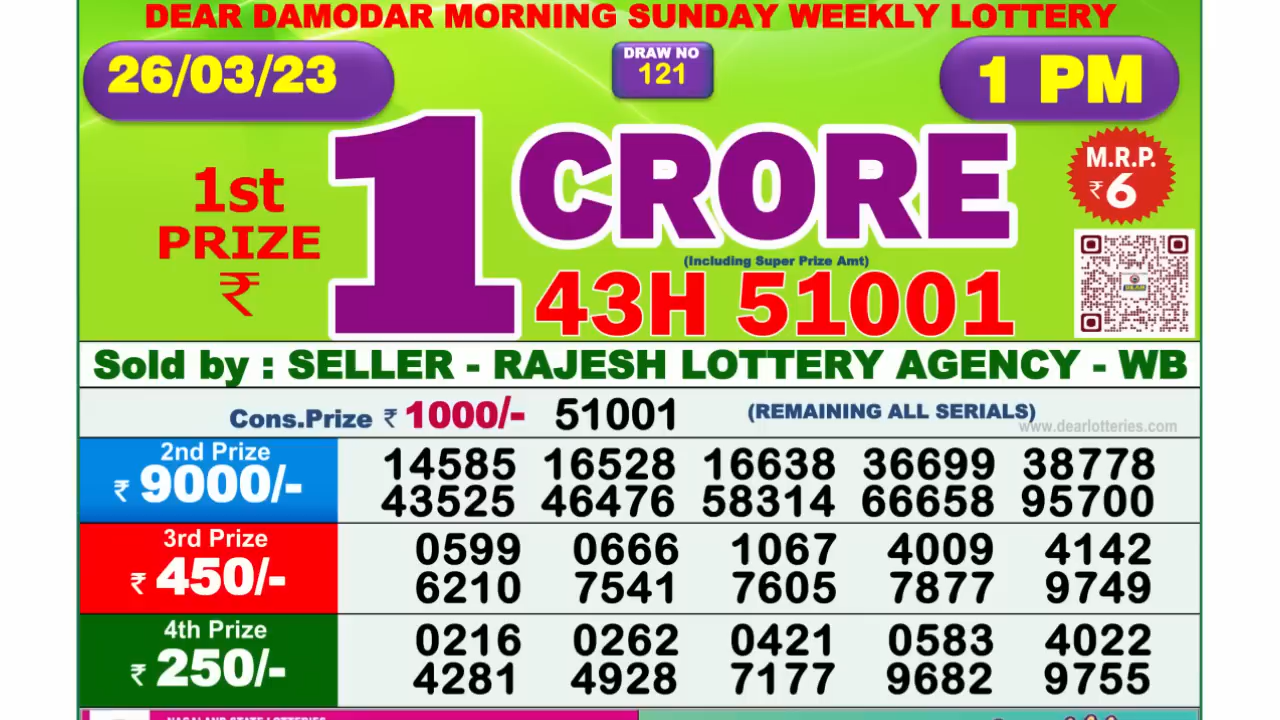 DEAR DAMODAR MORNING SUNDAY WEEKLY LOTTERY
26/03/23
DRAW NO
121
1 PM
1st
PRIZE
₹
1 CRORE
(Including Super Prize Amt)
43H 51001
M.R.P.
₹6
DEAR
Sold by : SELLER - RAJESH LOTTERY AGENCY - WB
Cons.Prize ₹ 1000/- 51001 (REMAINING ALL SERIALS)
www.dearlotteries.com
2nd Prize
₹ 9000/-
14585 16528 16638 36699 38778
43525 46476 58314 66658 95700
3rd Prize
₹ 450/-
0599 0666 1067 4009 4142
6210 7541 7605 7877 9749
4th Prize
₹ 250/-
0216 0262 0421 0583 4022
4281 4928 7177 9682 9755
NAGALAND STATE LOTTERIES